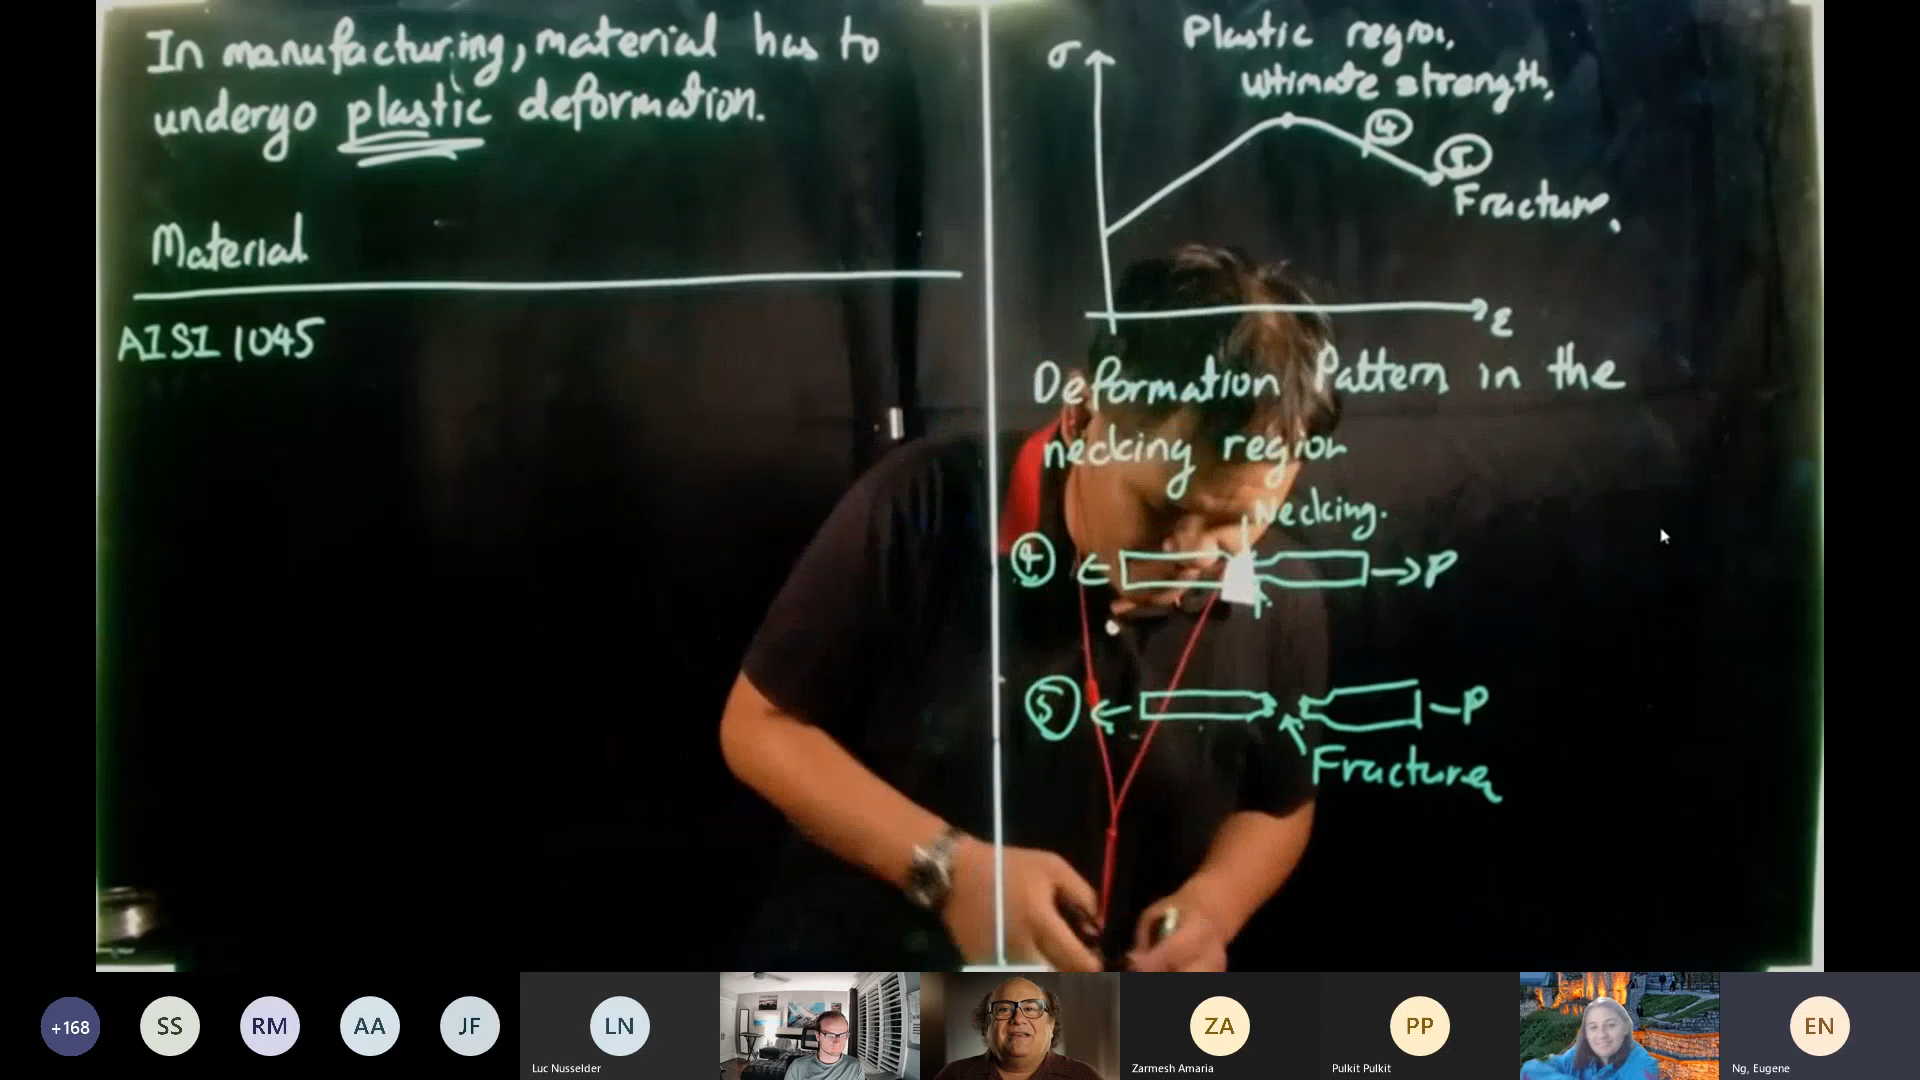 In manufacturing, material has to
undergo plastic deformation.
Material
AISI 1045
σ
Plastic region,
ultimate strength,
4
5
Fracture,
ε
Deformation Pattern in the
necking region
Necking.
4
P
5
P
Fracture
+168
SS
RM
AA
JF
LN
Luc Nusselder
ZA
Zarmesh Amaria
PP
Pulkit Pulkit
EN
Ng, Eugene